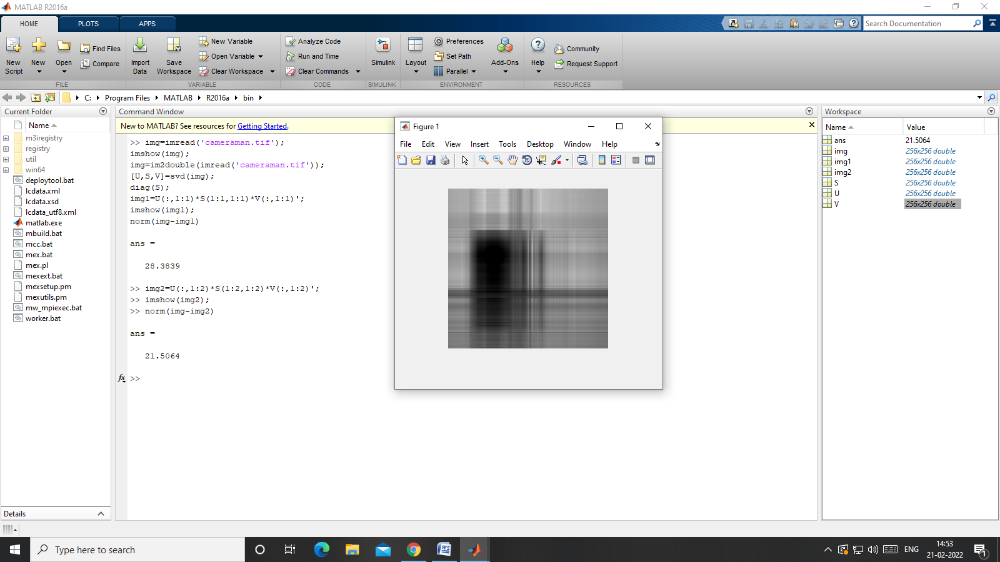 MATLAB R2016a
HOME PLOTS APPS
Search Documentation
New Script
New
Open
Find Files
Compare
FILE
Import Data
Save Workspace
New Variable
Open Variable
Clear Workspace
VARIABLE
Analyze Code
Run and Time
Clear Commands
CODE
Simulink
SIMULINK
Layout
Preferences
Set Path
Parallel
ENVIRONMENT
Add-Ons
Help
Community
Request Support
RESOURCES
C: Program Files MATLAB R2016a bin
Current Folder
Name
m3iregistry
registry
util
win64
deploytool.bat
lcdata.xml
lcdata.xsd
lcdata_utf8.xml
matlab.exe
mbuild.bat
mcc.bat
mex.bat
mex.pl
mexext.bat
mexsetup.pm
mexutils.pm
mw_mpiexec.bat
worker.bat
Details
Command Window
New to MATLAB? See resources for Getting Started.
>> img=imread('cameraman.tif');
imshow(img);
img=im2double(imread('cameraman.tif'));
[U,S,V]=svd(img);
diag(S);
img1=U(:,1:1)*S(1:1,1:1)*V(:,1:1)';
imshow(img1);
norm(img-img1)
ans =
28.3839
>> img2=U(:,1:2)*S(1:2,1:2)*V(:,1:2)';
>> imshow(img2);
>> norm(img-img2)
ans =
21.5064
fx >>
Figure 1
File Edit View Insert Tools Desktop Window Help
Workspace
Name Value
ans 21.5064
img 256x256 double
img1 256x256 double
img2 256x256 double
S 256x256 double
U 256x256 double
V 256x256 double
Type here to search
ENG
14:53
21-02-2022
1